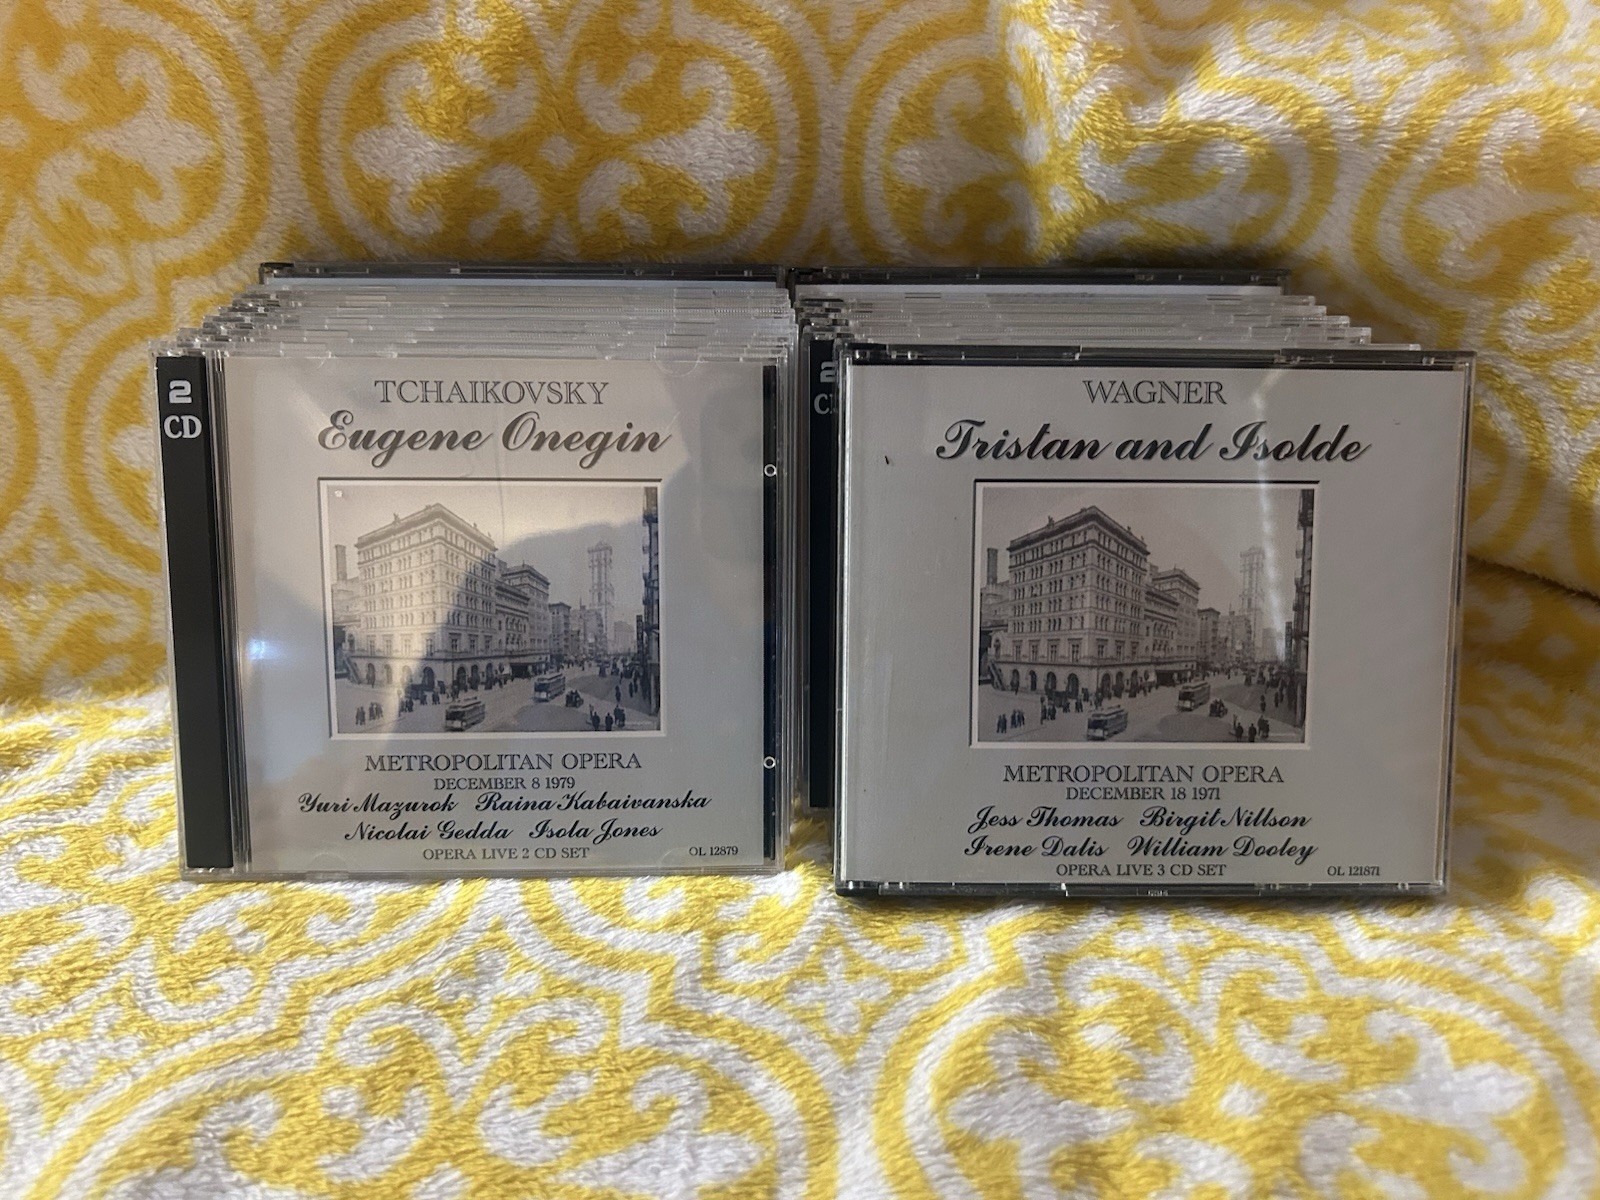 2
CD
TCHAIKOVSKY
Eugene Onegin
METROPOLITAN OPERA
DECEMBER 8 1979
Yuri Mazurok Raina Kabaivanska
Nicolai Gedda Isola Jones
OPERA LIVE 2 CD SET
OL 12879
2
WAGNER
Tristan and Isolde
METROPOLITAN OPERA
DECEMBER 18 1971
Jess Thomas Birgit Nillson
Irene Dalis William Dooley
OPERA LIVE 3 CD SET
OL 121871